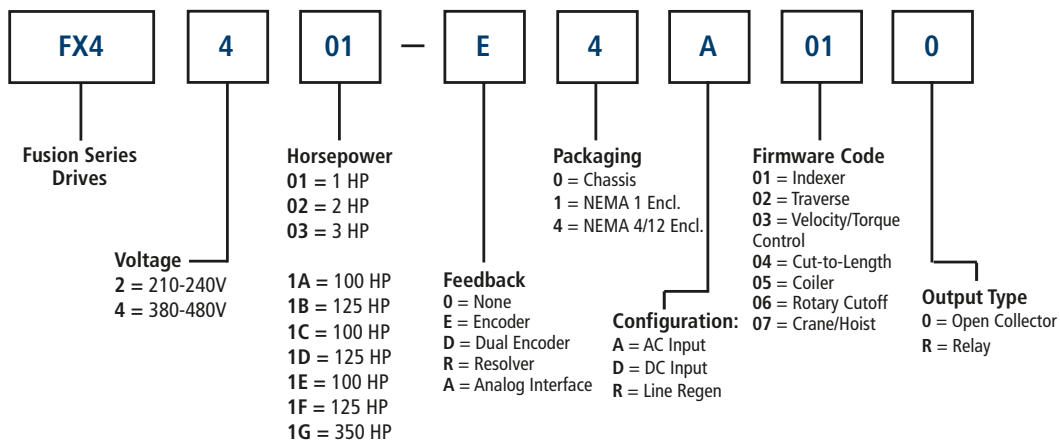 FX4 4 01 – E 4 A 01 0
Fusion Series
Drives
Voltage
2 = 210-240V
4 = 380-480V
Horsepower
01 = 1 HP
02 = 2 HP
03 = 3 HP
1A = 100 HP
1B = 125 HP
1C = 100 HP
1D = 125 HP
1E = 100 HP
1F = 125 HP
1G = 350 HP
Feedback
0 = None
E = Encoder
D = Dual Encoder
R = Resolver
A = Analog Interface
Packaging
0 = Chassis
1 = NEMA 1 Encl.
4 = NEMA 4/12 Encl.
Configuration:
A = AC Input
D = DC Input
R = Line Regen
Firmware Code
01 = Indexer
02 = Traverse
03 = Velocity/Torque
Control
04 = Cut-to-Length
05 = Coiler
06 = Rotary Cutoff
07 = Crane/Hoist
Output Type
0 = Open Collector
R = Relay